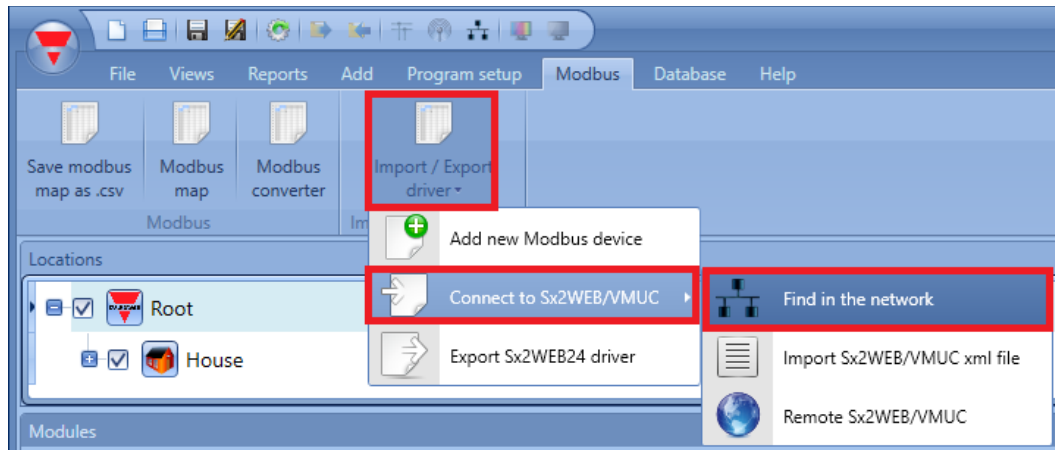 File Views Reports Add Program setup Modbus Database Help
Save modbus map as .csv
Modbus map
Modbus converter
Import / Export driver
Modbus
Im
Add new Modbus device
Connect to Sx2WEB/VMUC
Export Sx2WEB24 driver
Find in the network
Import Sx2WEB/VMUC xml file
Remote Sx2WEB/VMUC
Locations
Root
House
Modules